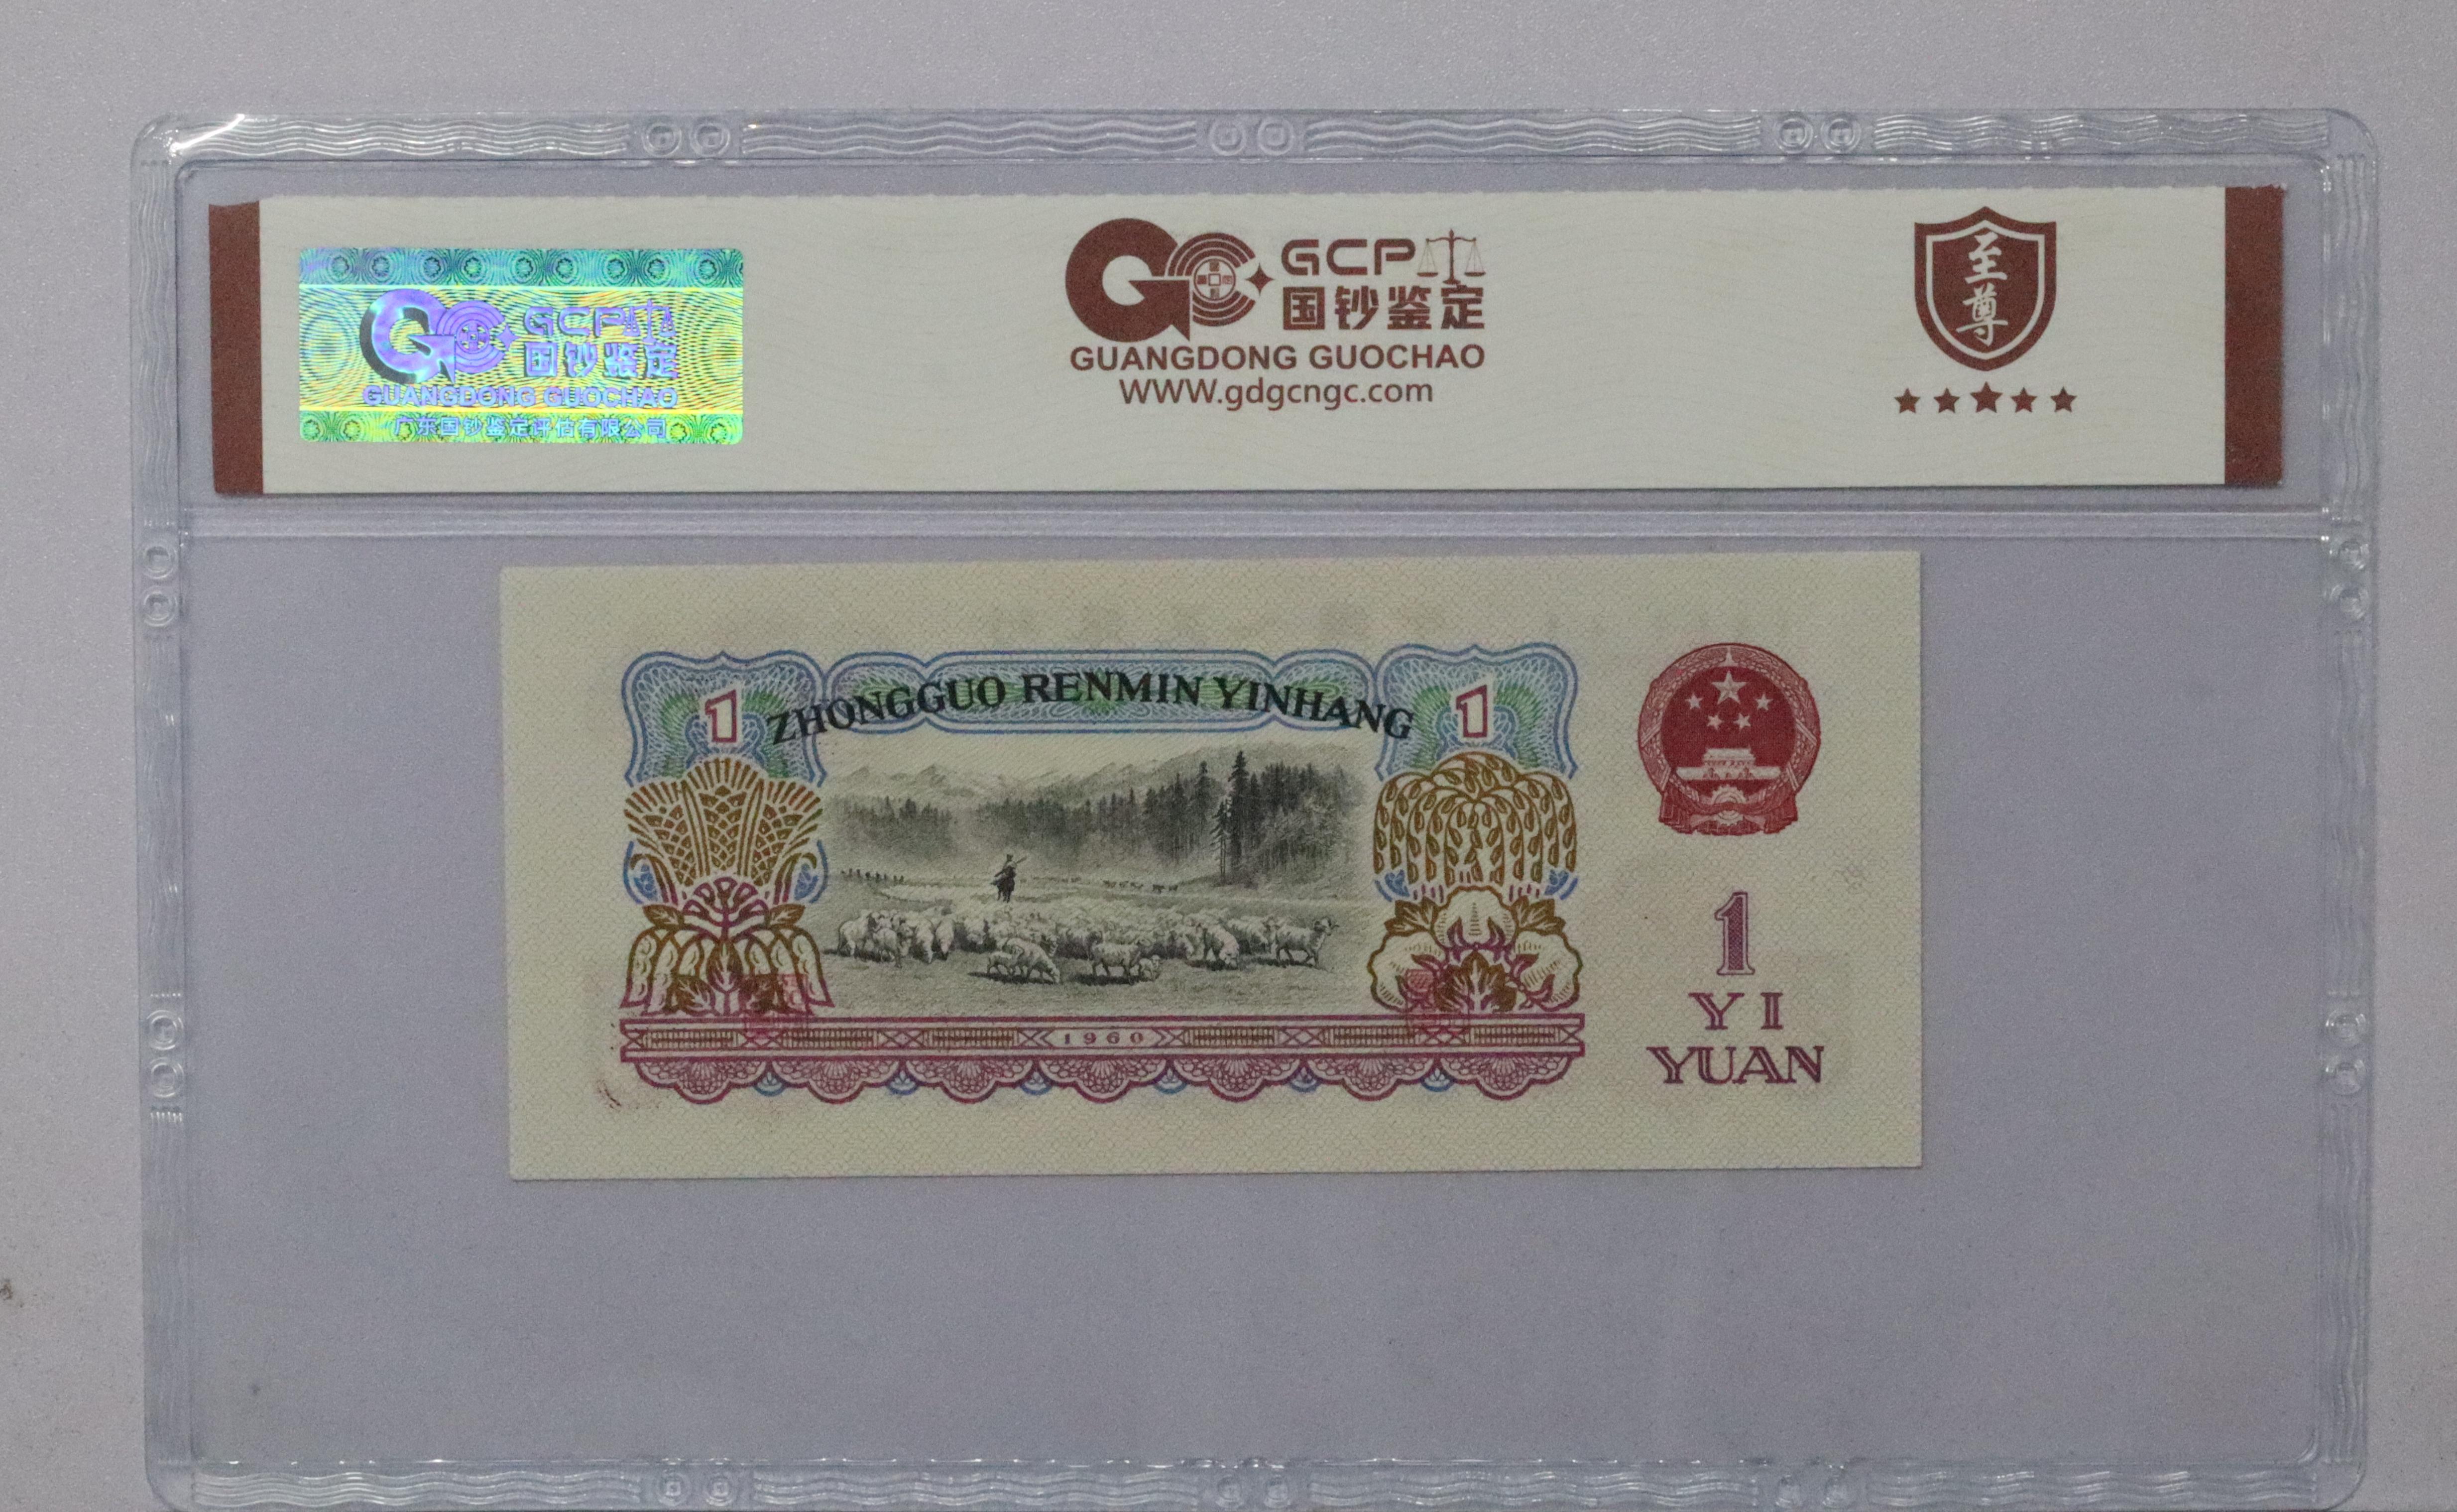 GCP
国钞鉴定
GUANGDONG GUOCHAO
广东国钞鉴定评估有限公司
GCP
国钞鉴定
GUANGDONG GUOCHAO
WWW.gdgcngc.com
至
尊
1 ZHONGGUO RENMIN YINHANG 1
1960
1
YI
YUAN